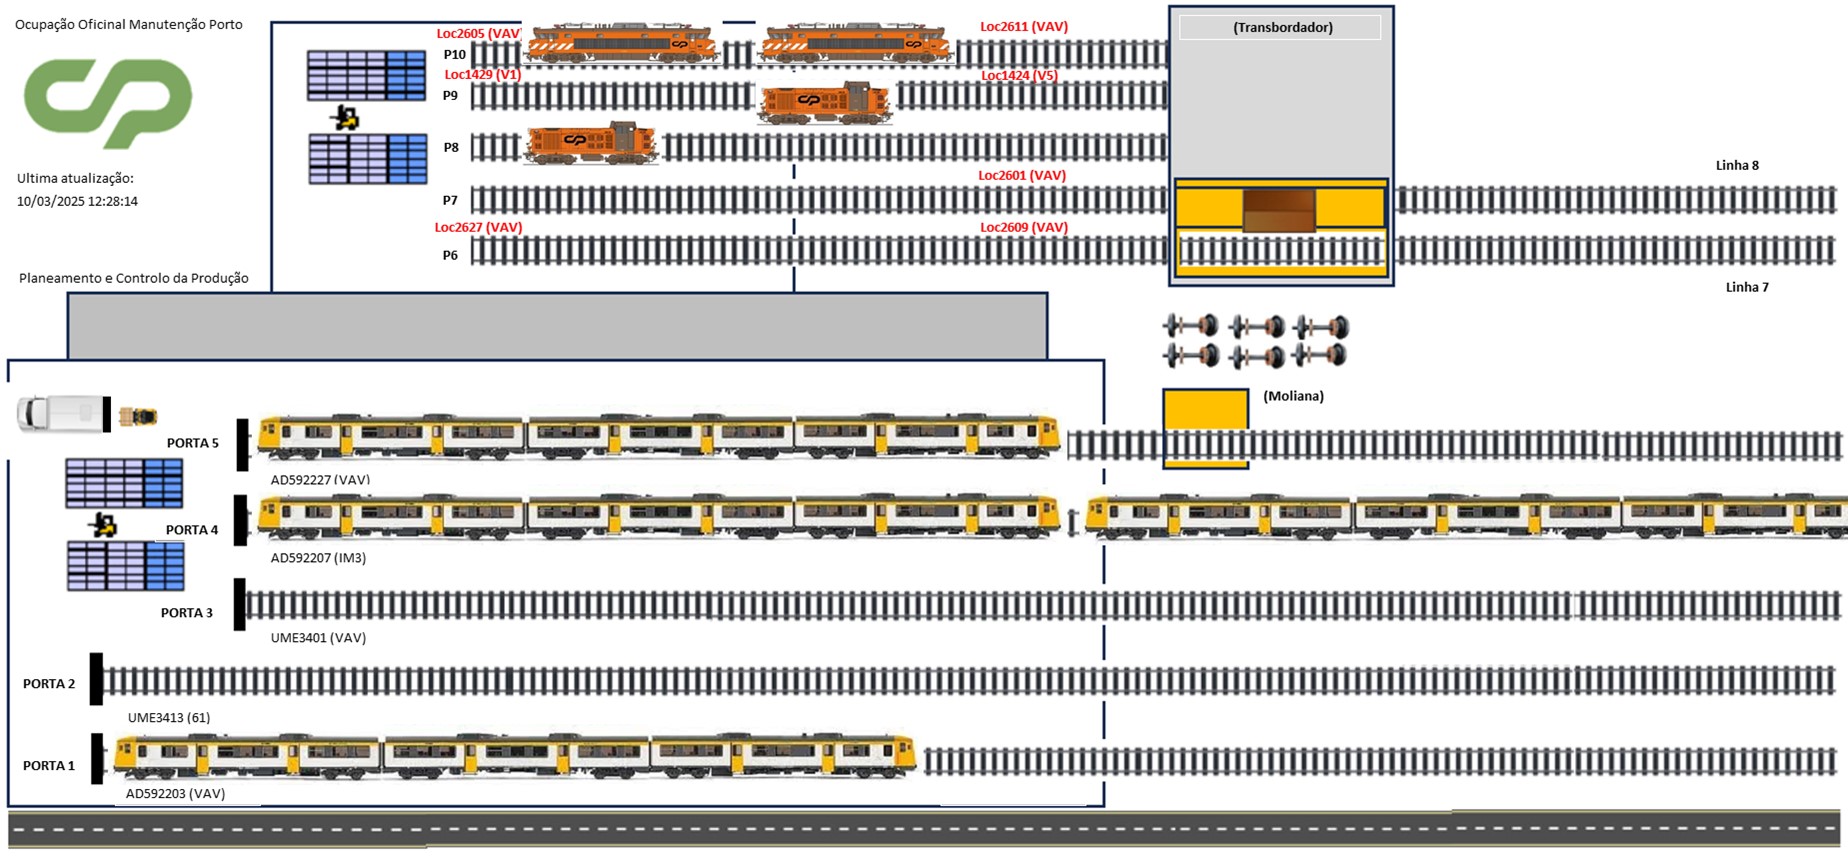 Ocupação Oficinal Manutenção Porto
Ultima atualização:
10/03/2025 12:28:14
Planeamento e Controlo da Produção
Loc2605 (VAV)
Loc2611 (VAV)
(Transbordador)
P10
Loc1429 (V1)
Loc1424 (V5)
P9
P8
Linha 8
Loc2601 (VAV)
P7
Loc2627 (VAV)
Loc2609 (VAV)
P6
Linha 7
(Moliana)
PORTA 5
AD592227 (VAV)
PORTA 4
AD592207 (IM3)
PORTA 3
UME3401 (VAV)
PORTA 2
UME3413 (61)
PORTA 1
AD592203 (VAV)